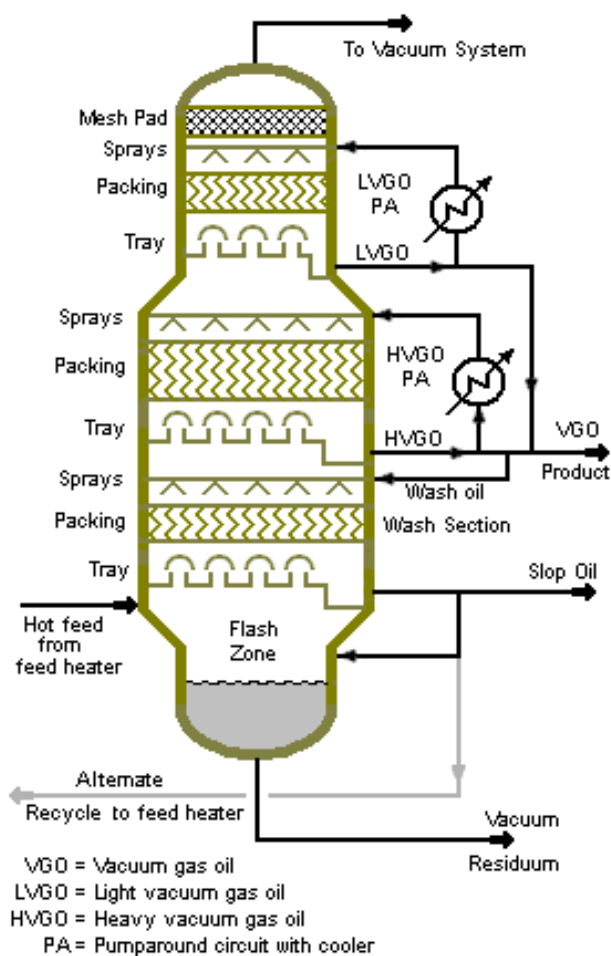 To Vacuum
System
Mesh Pad
Sprays
Packing
LVGO
PA
Tray
LVGO
Sprays
Packing
HVGO
PA
Tray
HVGO
VGO
Product
Sprays
Wash oil
Packing
Wash Section
Tray
Slop Oil
Hot feed
from
feed heater
Flash
Zone
Alternate
Recycle to feed heater
Vacuum
Residuum
VGO = Vacuum gas oil
LVGO = Light vacuum gas oil
HVGO = Heavy vacuum gas oil
PA = Pumparound circuit with cooler